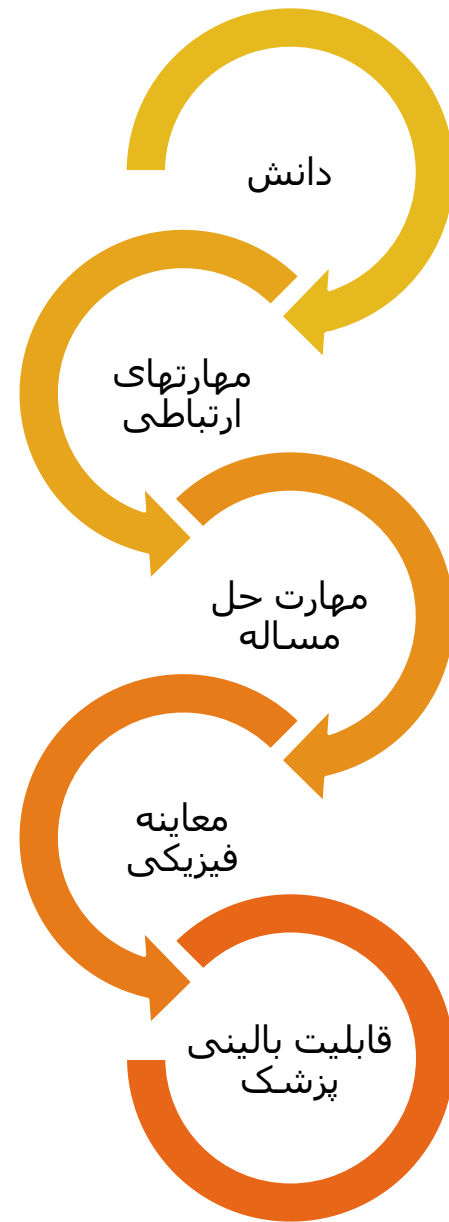 دانش
مهارتهای
ارتباطی
مهارت حل
مساله
معاینه
فیزیکی
قابلیت بالینی
پزشک